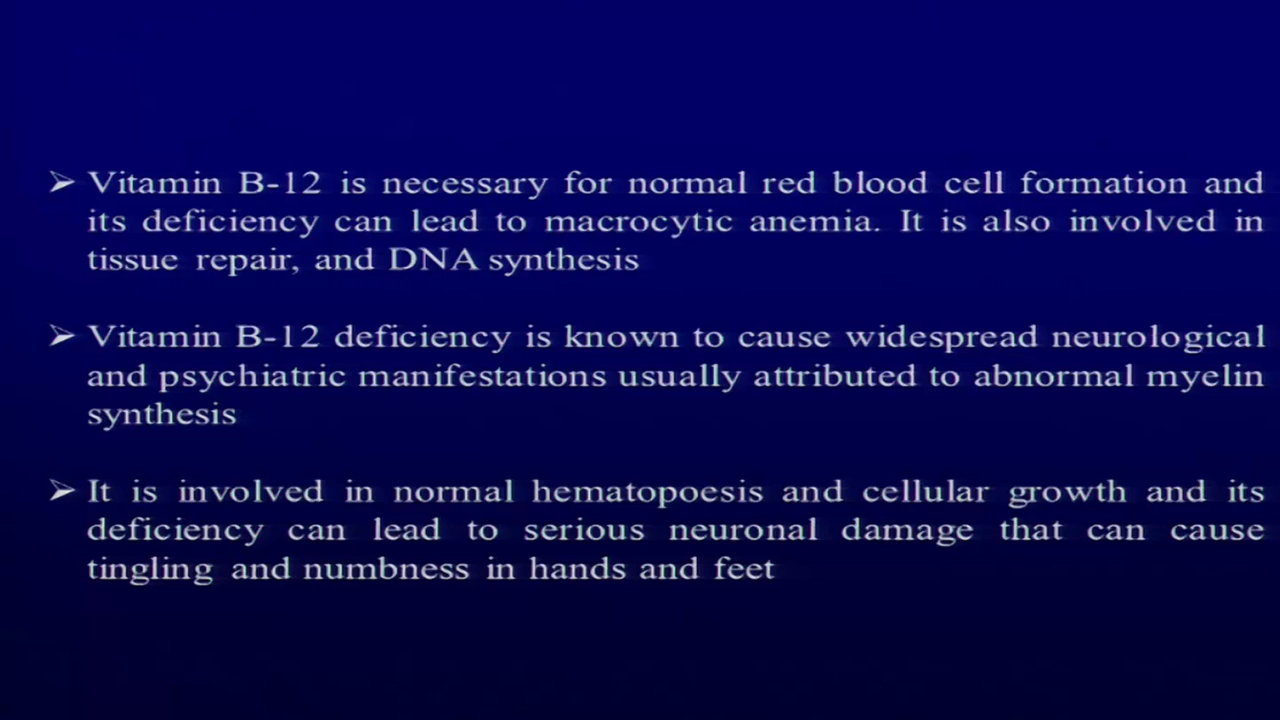 ➢ Vitamin B-12 is necessary for normal red blood cell formation and
its deficiency can lead to macrocytic anemia. It is also involved in
tissue repair, and DNA synthesis
➢ Vitamin B-12 deficiency is known to cause widespread neurological
and psychiatric manifestations usually attributed to abnormal myelin
synthesis
➢ It is involved in normal hematopoesis and cellular growth and its
deficiency can lead to serious neuronal damage that can cause
tingling and numbness in hands and feet